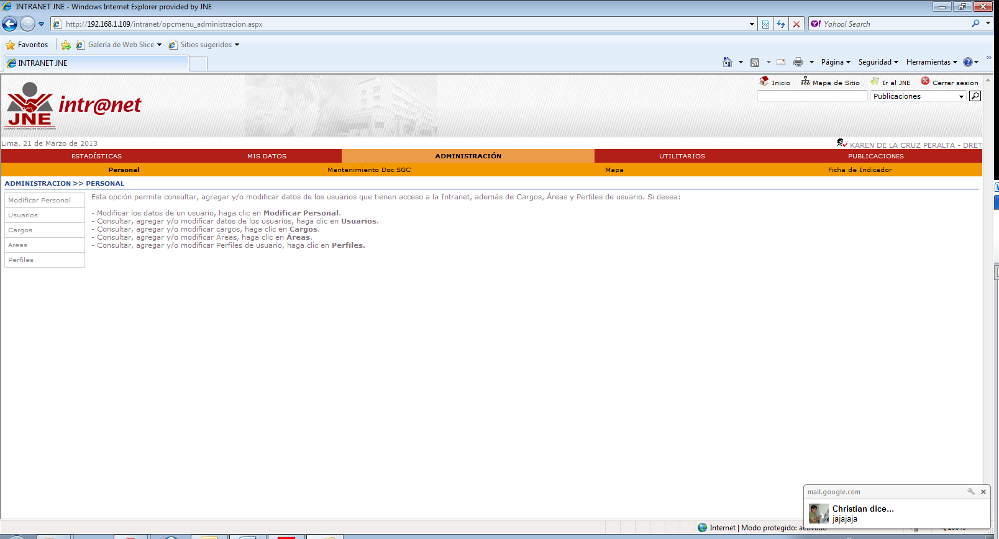 INTRANET JNE - Windows Internet Explorer provided by JNE
http://192.168.1.109/intranet/opcmenu_administracion.aspx
Yahoo! Search
Favoritos
Galería de Web Slice
Sitios sugeridos
INTRANET JNE
Página
Seguridad
Herramientas
Inicio
Mapa de Sitio
Ir al JNE
Cerrar sesion
Publicaciones
JNE
JURADO NACIONAL DE ELECCIONES
intr@net
Lima, 21 de Marzo de 2013
KAREN DE LA CRUZ PERALTA - DRET
ESTADÍSTICAS
MIS DATOS
ADMINISTRACIÓN
UTILITARIOS
PUBLICACIONES
Personal
Mantenimiento Doc SGC
Mapa
Ficha de Indicador
ADMINISTRACION >> PERSONAL
Modificar Personal
Usuarios
Cargos
Areas
Perfiles
Esta opción permite consultar, agregar y/o modificar datos de los usuarios que tienen acceso a la Intranet, además de Cargos, Áreas y Perfiles de usuario. Si desea:
- Modificar los datos de un usuario, haga clic en Modificar Personal.
- Consultar, agregar y/o modificar datos de los usuarios, haga clic en Usuarios.
- Consultar, agregar y/o modificar cargos, haga clic en Cargos.
- Consultar, agregar y/o modificar Áreas, haga clic en Áreas.
- Consultar, agregar y/o modificar Perfiles de usuario, haga clic en Perfiles.
mail.google.com
Christian dice...
jajajaja
Internet | Modo protegido: activado